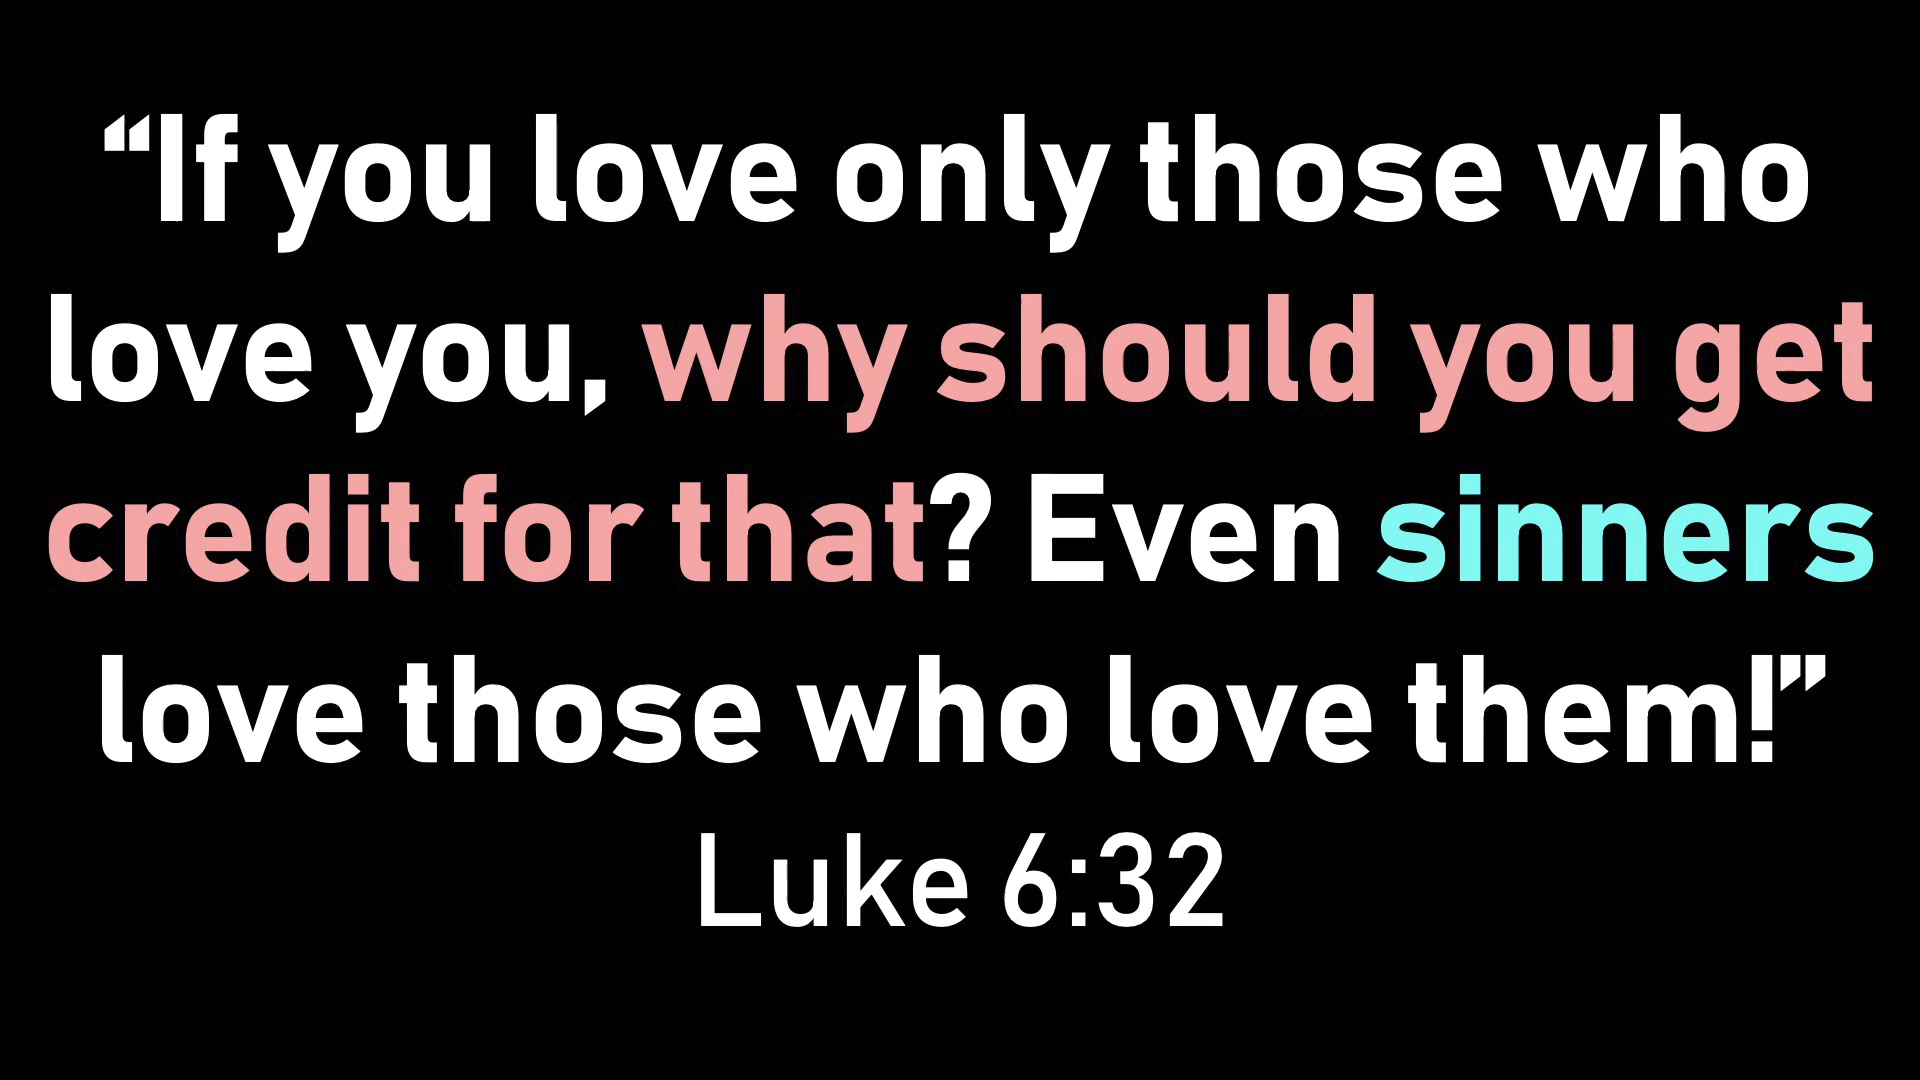 “If you love only those who
love you, why should you get
credit for that? Even sinners
love those who love them!”
Luke 6:32